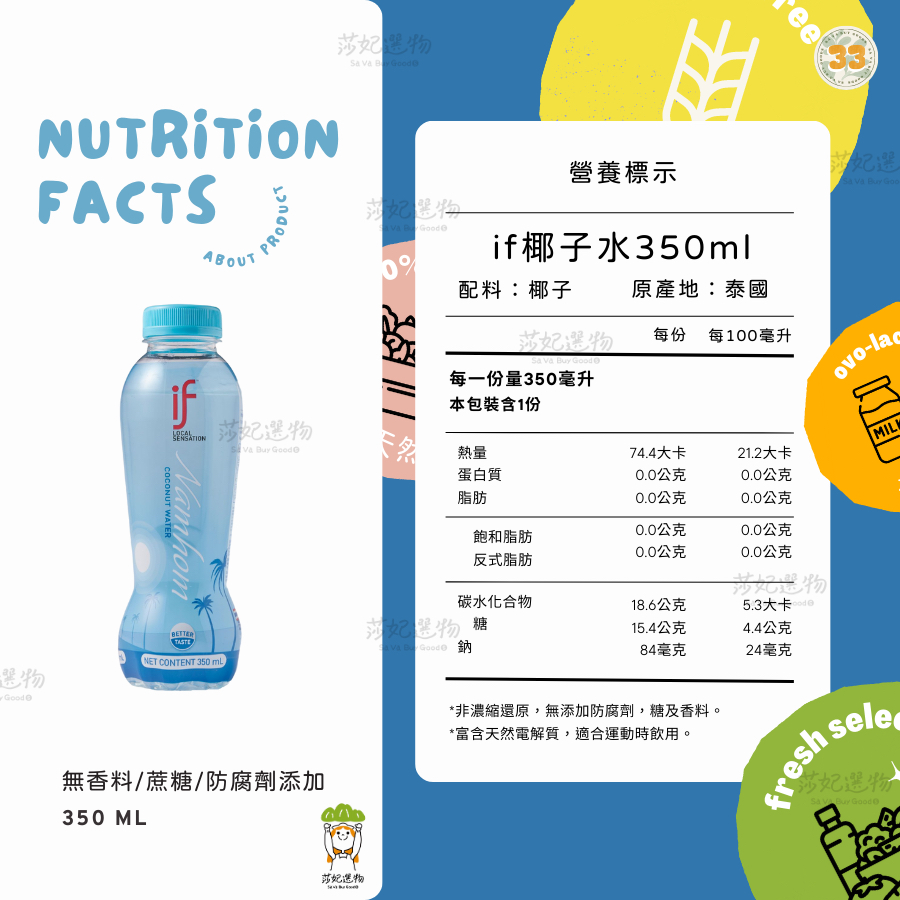 NUTRiTiON
FACTS
ABOUT PRODUCT
if
LOCAL
SENSATION
Namhom
COCONUT WATER
BETTER
TASTE
NET CONTENT 350 mL
無香料/蔗糖/防腐劑添加
350 ML
莎妃選物
Sá Vä Buy Good
ree
33
營養標示
if椰子水350ml
配料：椰子 原產地：泰國
每份 每100毫升
每一份量350毫升
本包裝含1份
熱量 74.4大卡 21.2大卡
蛋白質 0.0公克 0.0公克
脂肪 0.0公克 0.0公克
飽和脂肪 0.0公克 0.0公克
反式脂肪 0.0公克 0.0公克
碳水化合物 18.6公克 5.3大卡
糖 15.4公克 4.4公克
鈉 84毫克 24毫克
*非濃縮還原，無添加防腐劑，糖及香料。
*富含天然電解質，適合運動時飲用。
0%
天然
ovo-lac
MILK
fresh selec